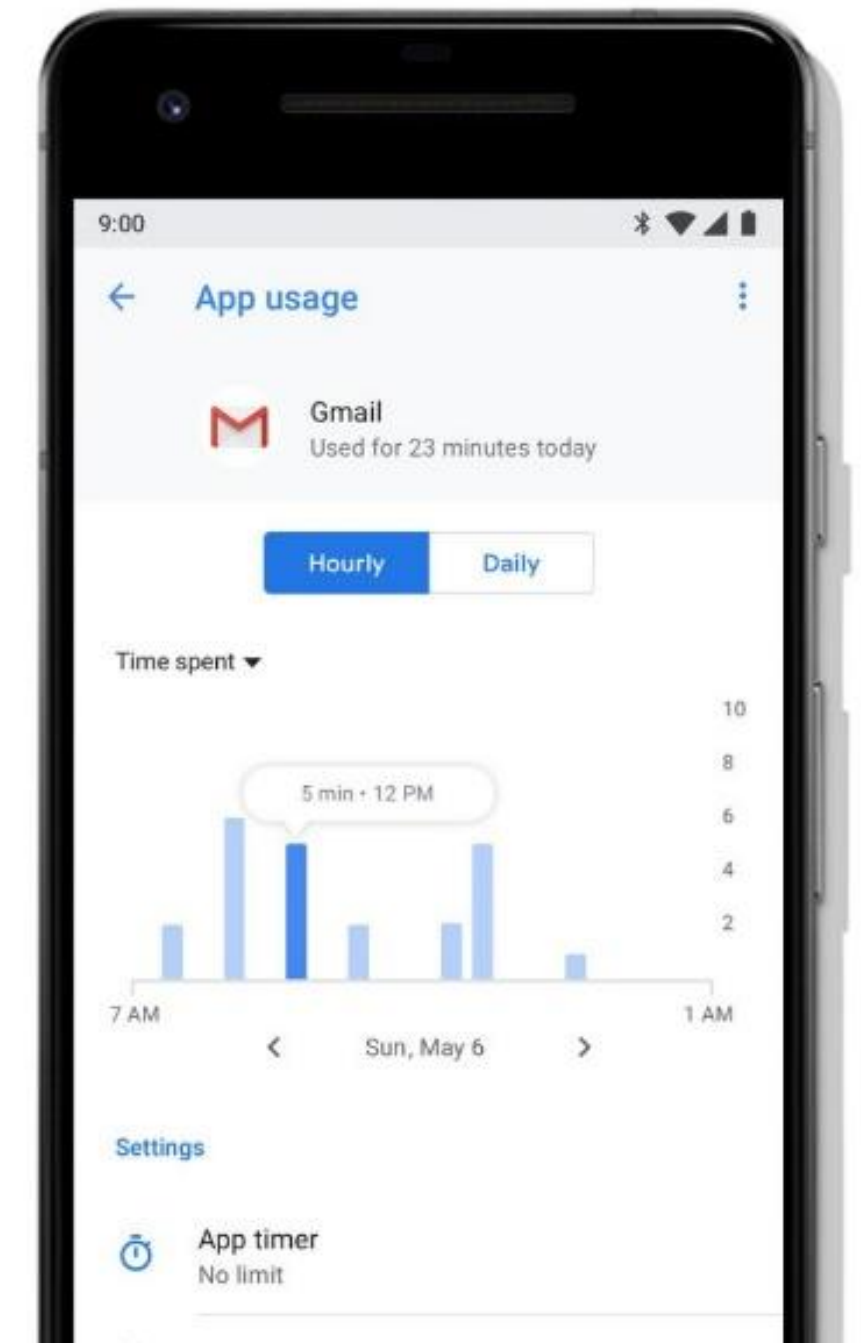 9:00
App usage
Gmail
Used for 23 minutes today
Hourly Daily
Time spent
10
8
5 min • 12 PM
6
4
2
7 AM 1 AM
Sun, May 6
Settings
App timer
No limit